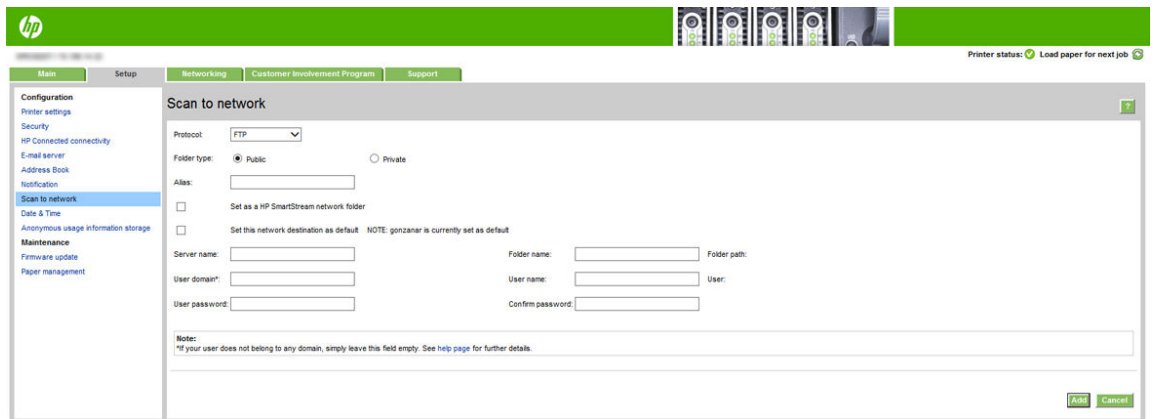 hp
Printer status: Load paper for next job
Main Setup Networking Customer Involvement Program Support
Configuration
Printer settings
Security
HP Connected connectivity
E-mail server
Address Book
Notification
Scan to network
Date & Time
Anonymous usage information storage
Maintenance
Firmware update
Paper management
Scan to network
?
Protocol: FTP
Folder type: Public Private
Alias:
Set as a HP SmartStream network folder
Set this network destination as default NOTE: gonzanar is currently set as default
Server name: Folder name: Folder path:
User domain*: User name: User:
User password: Confirm password:
Note:
*If your user does not belong to any domain, simply leave this field empty. See help page for further details.
Add Cancel